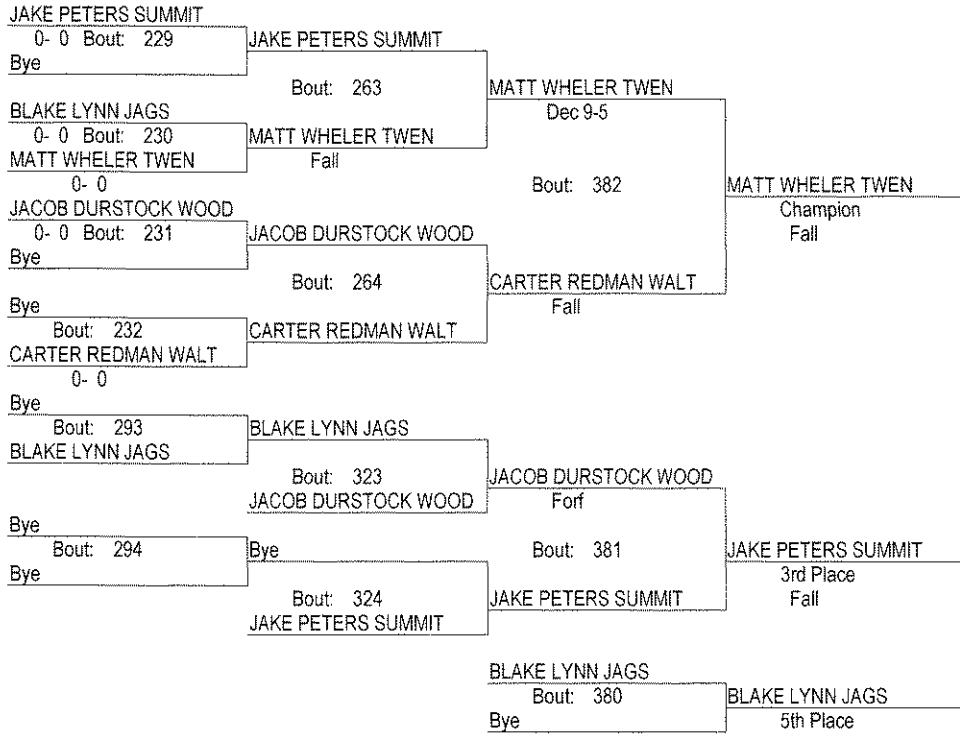 JAKE PETERS SUMMIT
0- 0 Bout: 229
JAKE PETERS SUMMIT
Bye
Bout: 263
MATT WHELER TWEN
Dec 9-5
BLAKE LYNN JAGS
0- 0 Bout: 230
MATT WHELER TWEN
MATT WHELER TWEN
Fall
0- 0
Bout: 382
MATT WHELER TWEN
Champion
Fall
JACOB DURSTOCK WOOD
0- 0 Bout: 231
JACOB DURSTOCK WOOD
Bye
Bout: 264
CARTER REDMAN WALT
Fall
Bye
Bout: 232
CARTER REDMAN WALT
CARTER REDMAN WALT
0- 0
Bye
Bout: 293
BLAKE LYNN JAGS
BLAKE LYNN JAGS
Bout: 323
JACOB DURSTOCK WOOD
JACOB DURSTOCK WOOD
Forf
Bye
Bout: 294
Bye
Bout: 381
JAKE PETERS SUMMIT
Bye
3rd Place
Fall
Bout: 324
JAKE PETERS SUMMIT
JAKE PETERS SUMMIT
BLAKE LYNN JAGS
Bout: 380
BLAKE LYNN JAGS
Bye
5th Place